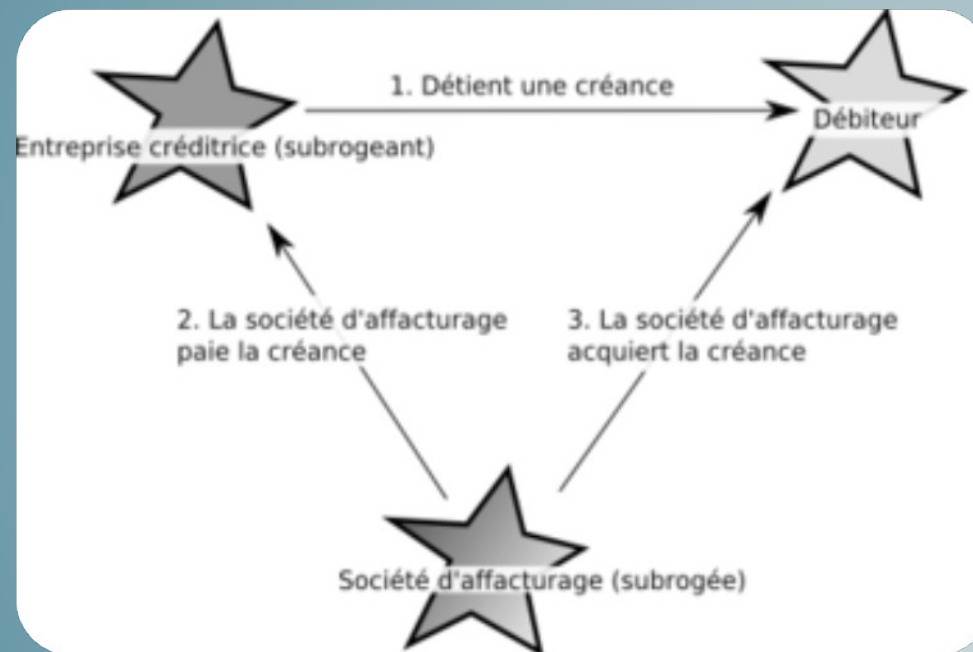 1. Détient une créance
Débiteur
Entreprise créditrice (subrogeant)
2. La société d'affacturage
paie la créance
3. La société d'affacturage
acquiert la créance
Société d'affacturage (subrogée)